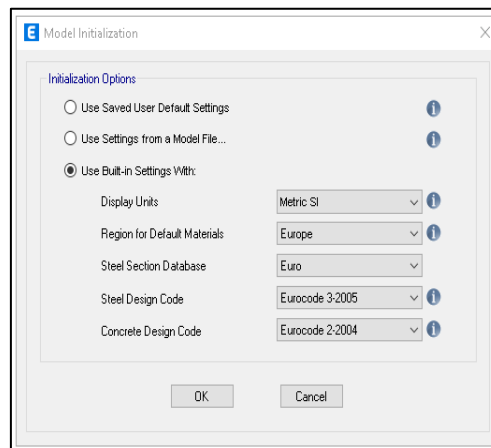 E Model Initialization
Initialization Options
Use Saved User Default Settings
Use Settings from a Model File...
Use Built-in Settings With:
Display Units Metric SI
Region for Default Materials Europe
Steel Section Database Euro
Steel Design Code Eurocode 3-2005
Concrete Design Code Eurocode 2-2004
OK Cancel